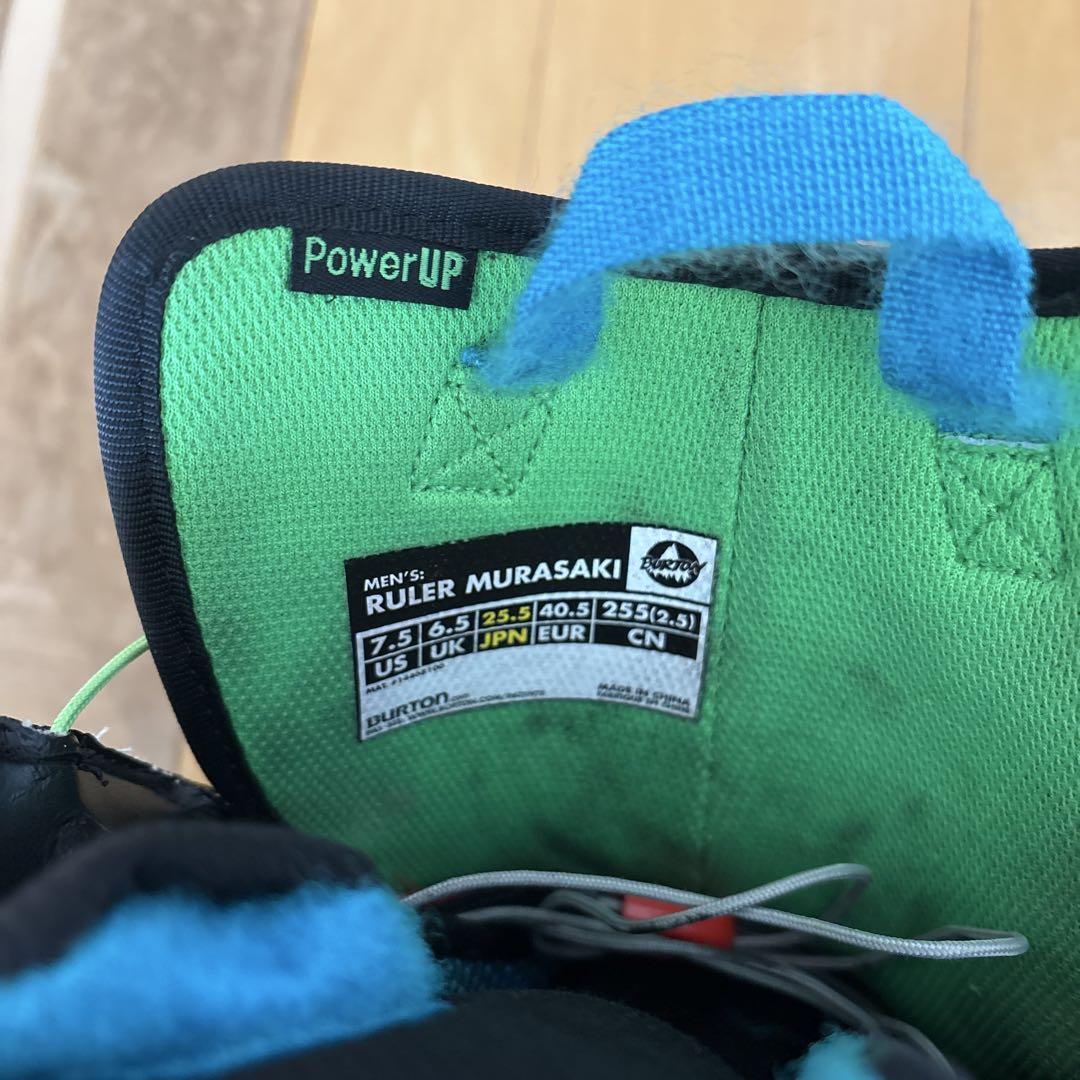 PowerUP
MEN'S:
RULER MURASAKI
BURTON
7.5 6.5 25.5 40.5 255(2.5)
US UK JPN EUR CN
MADE IN CHINA
BURTON.com